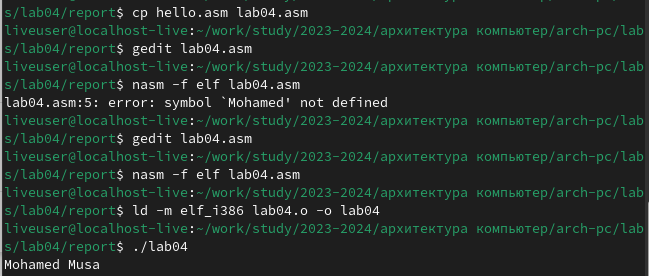 s/lab04/report$ cp hello.asm lab04.asm
liveuser@localhost-live:~/work/study/2023-2024/архитектура компьютер/arch-pc/lab
s/lab04/report$ gedit lab04.asm
liveuser@localhost-live:~/work/study/2023-2024/архитектура компьютер/arch-pc/lab
s/lab04/report$ nasm -f elf lab04.asm
lab04.asm:5: error: symbol `Mohamed' not defined
liveuser@localhost-live:~/work/study/2023-2024/архитектура компьютер/arch-pc/lab
s/lab04/report$ gedit lab04.asm
liveuser@localhost-live:~/work/study/2023-2024/архитектура компьютер/arch-pc/lab
s/lab04/report$ nasm -f elf lab04.asm
liveuser@localhost-live:~/work/study/2023-2024/архитектура компьютер/arch-pc/lab
s/lab04/report$ ld -m elf_i386 lab04.o -o lab04
liveuser@localhost-live:~/work/study/2023-2024/архитектура компьютер/arch-pc/lab
s/lab04/report$ ./lab04
Mohamed Musa